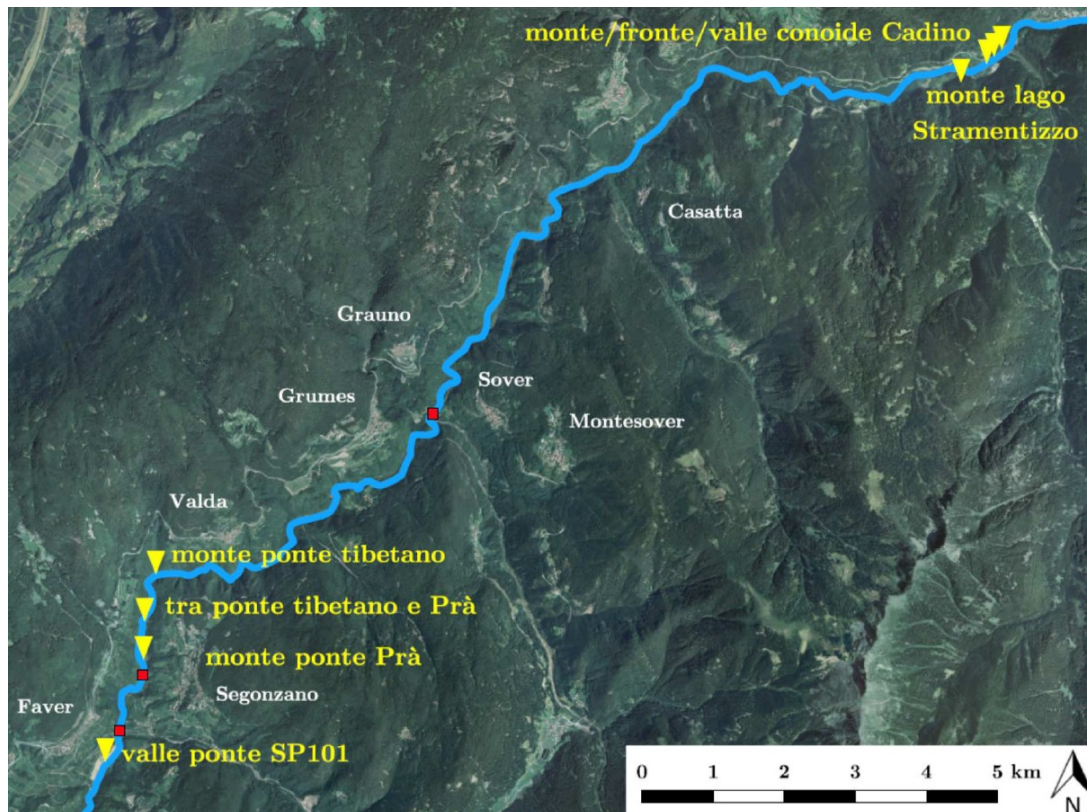 monte/fronte/valle conoide Cadino
monte lago
Stramentizzo
Casatta
Grauno
Sover
Grumes
Montesover
Valda
monte ponte tibetano
tra ponte tibetano e Prà
monte ponte Prà
Segonzano
Faver
valle ponte SP101
0 1 2 3 4 5 km
N